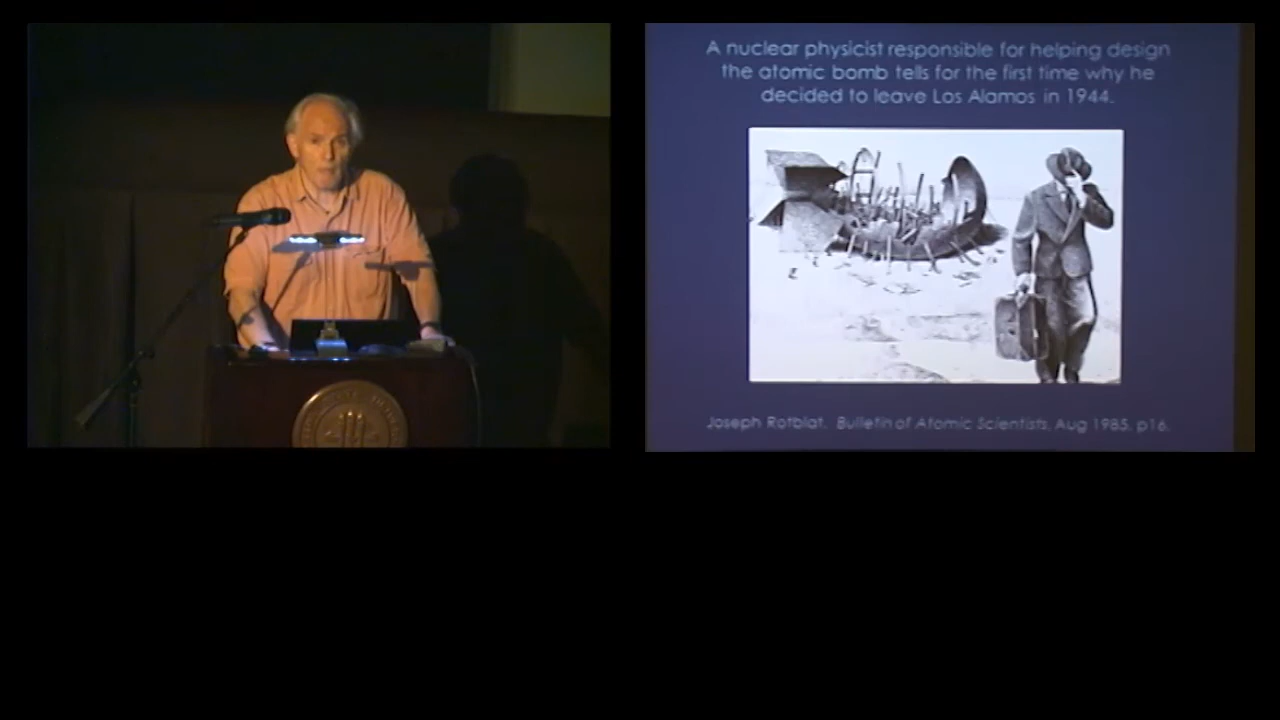 A nuclear physicist responsible for helping design
the atomic bomb tells for the first time why he
decided to leave Los Alamos in 1944.
Joseph Rotblat. Bulletin of Atomic Scientists, Aug 1985, p16.